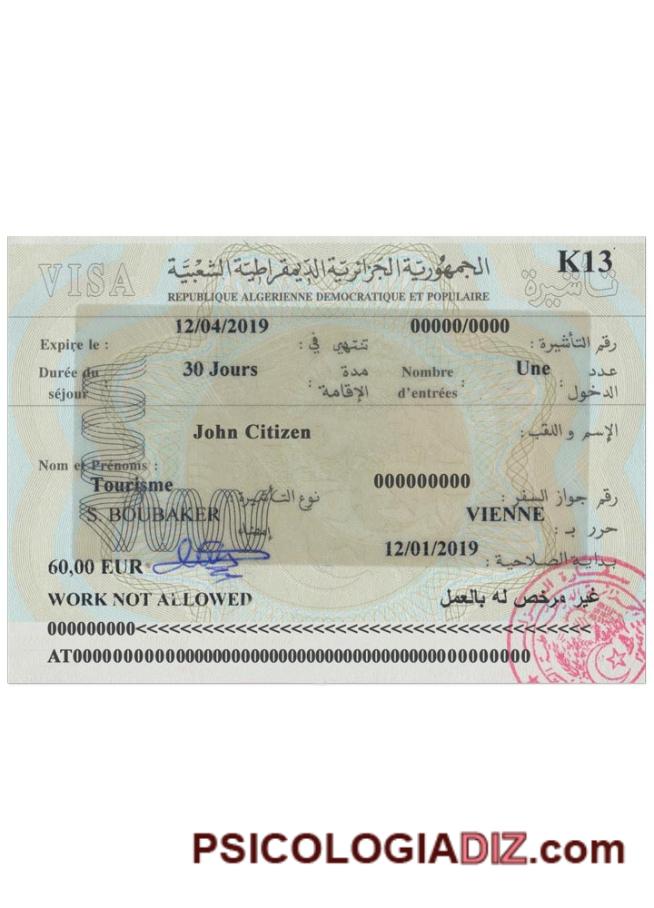 VISA الجمهورية الجزائرية الديمقراطية الشعبية K13 تأشيرة
REPUBLIQUE ALGERIENNE DEMOCRATIQUE ET POPULAIRE
12/04/2019 00000/0000
Expire le : تنتهي في : رقم التأشيرة :
Durée du séjour : 30 Jours مدة الإقامة : Nombre d'entrées : Une عدد الدخول :
John Citizen الإسم و اللقب :
Nom et Prénoms :
Tourisme نوع التأشيرة : 000000000 رقم جواز السفر :
S. BOUBAKER إمضاء VIENNE حرر بـ :
60,00 EUR 12/01/2019 بداية الصلاحية :
WORK NOT ALLOWED غير مرخص له بالعمل
000000000<<<<<<<<<<<<<<<<<<<<<<<<<<<<<<<
AT00000000000000000000000000000000000000000
PSICOLOGIADIZ.com